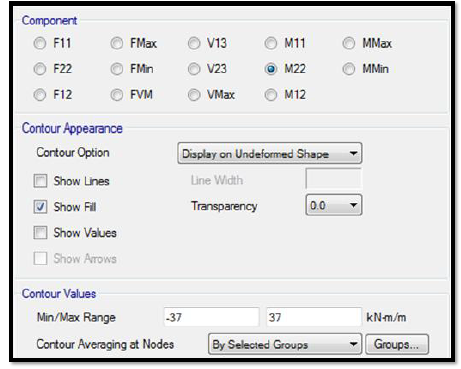 Component
F11 FMax V13 M11 MMax
F22 FMin V23 M22 MMin
F12 FVM VMax M12
Contour Appearance
Contour Option Display on Undeformed Shape
Show Lines Line Width
Show Fill Transparency 0.0
Show Values
Show Arrows
Contour Values
Min/Max Range -37 37 kN-m/m
Contour Averaging at Nodes By Selected Groups Groups...